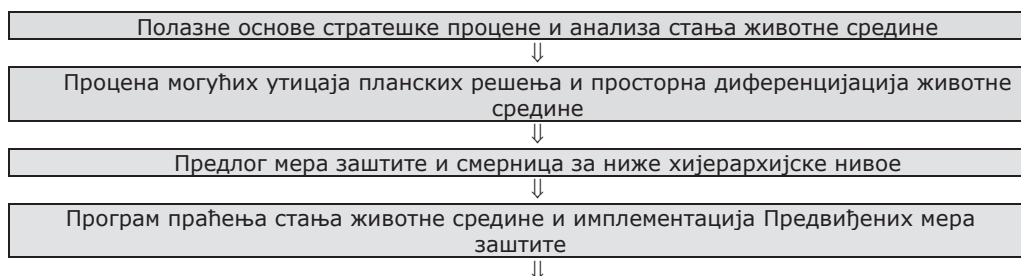 Полазне основе стратешке процене и анализа стања животне средине
⇓
Процена могућих утицаја планских решења и просторна диференцијација животне
средине
⇓
Предлог мера заштите и смерница за ниже хијерархијске нивое
⇓
Програм праћења стања животне средине и имплементација Предвиђених мера
заштите
⇓